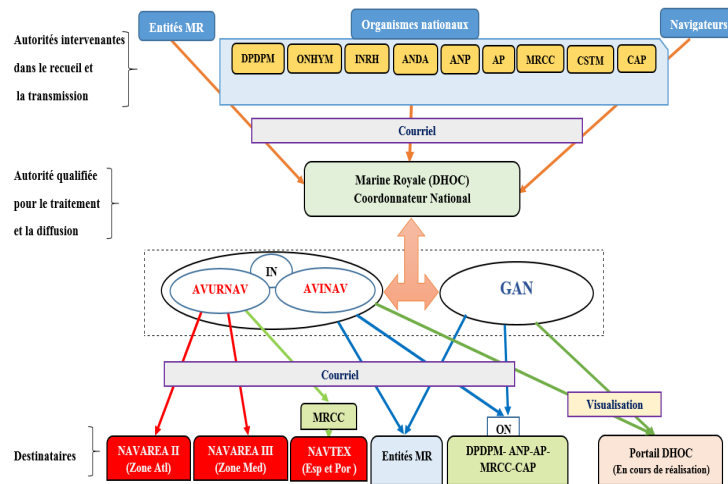 Entités MR
Organismes nationaux
Navigateurs
Autorités intervenantes
dans le recueil et
la transmission
DPDPM
ONHYM
INRH
ANDA
ANP
AP
MRCC
CSTM
CAP
Courriel
Autorité qualifiée
pour le traitement
et la diffusion
Marine Royale (DHOC)
Coordonnateur National
IN
AVURNAV
AVINAV
GAN
Courriel
Visualisation
MRCC
ON
Destinataires
NAVAREA II
(Zone Atl)
NAVAREA III
(Zone Med)
NAVTEX
(Esp et Por )
Entités MR
DPDPM- ANP-AP-
MRCC-CAP
Portail DHOC
(En cours de réalisation)